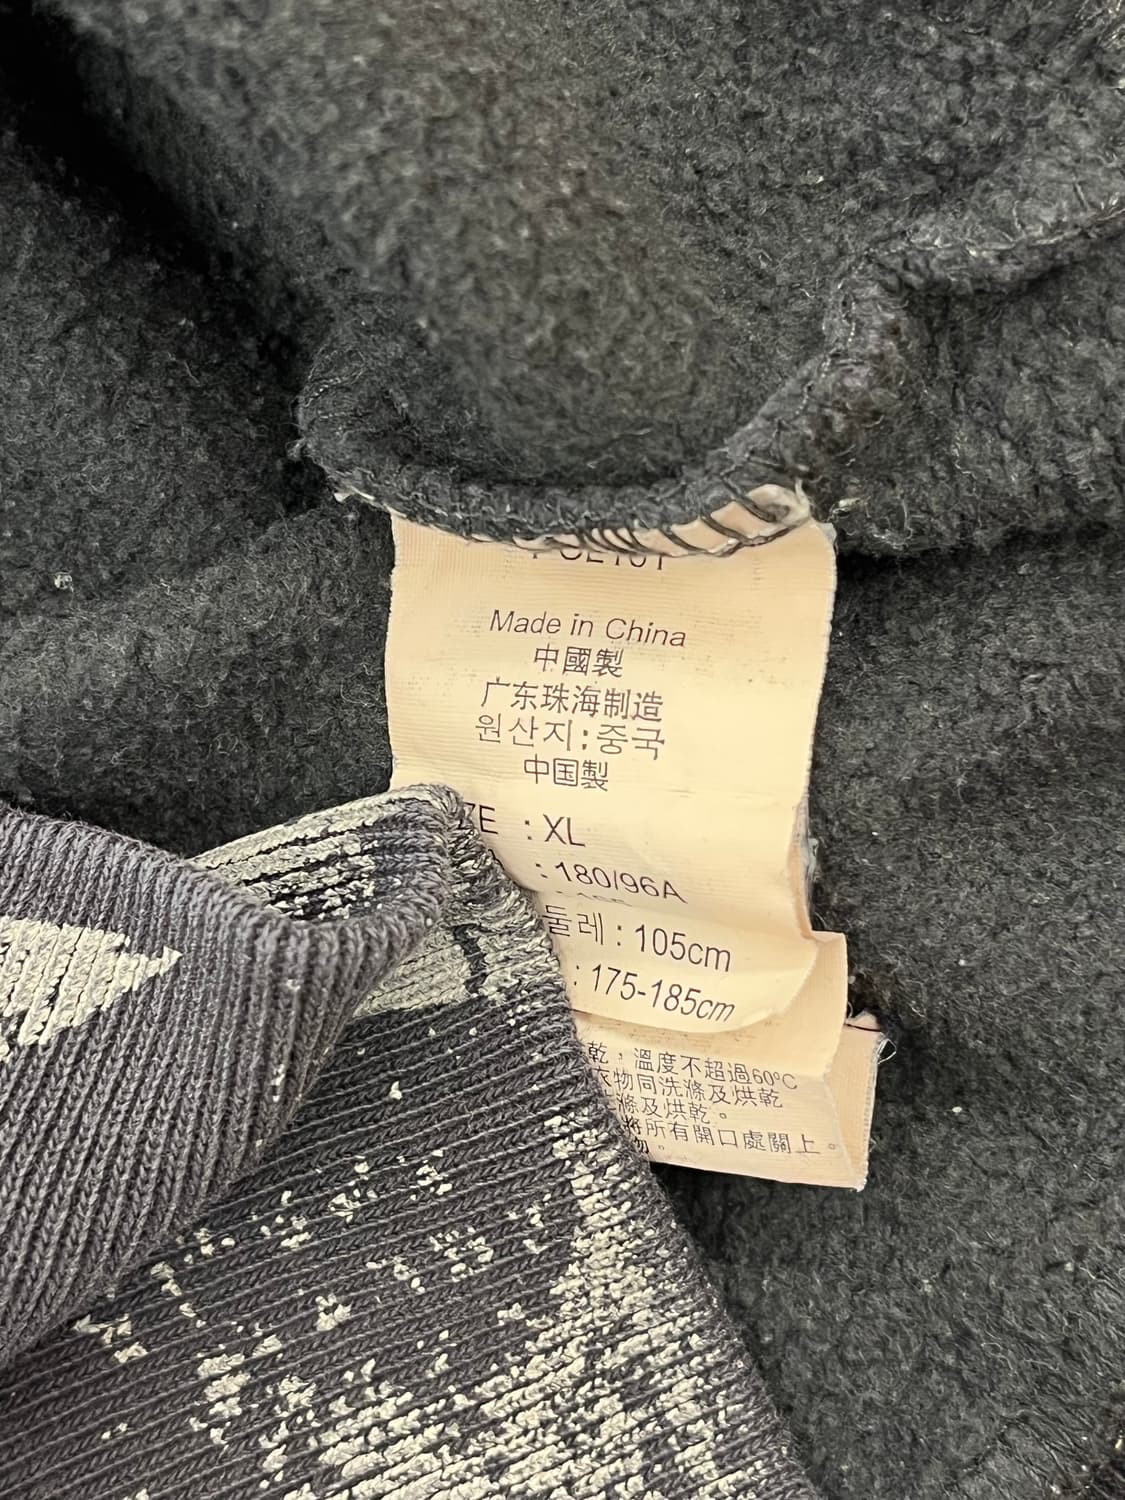 Made in China
中國製
广东珠海制造
원산지:중국
中国製
ZE : XL
:180/96A
둘레:105cm
:175-185cm
乾，溫度不超過60ºC
衣物同洗滌及烘乾
滌及烘乾。
將所有開口處關上。
物。